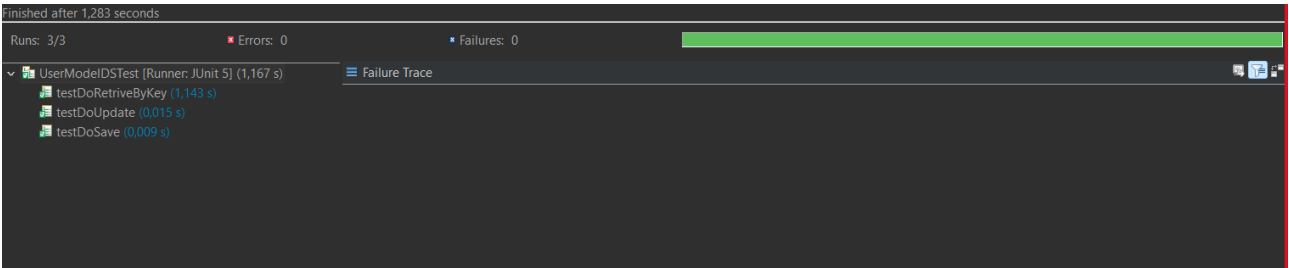 Finished after 1,283 seconds
Runs: 3/3 Errors: 0 Failures: 0
UserModelDSTest [Runner: JUnit 5] (1,167 s)
Failure Trace
testDoRetriveByKey (1,143 s)
testDoUpdate (0,015 s)
testDoSave (0,009 s)